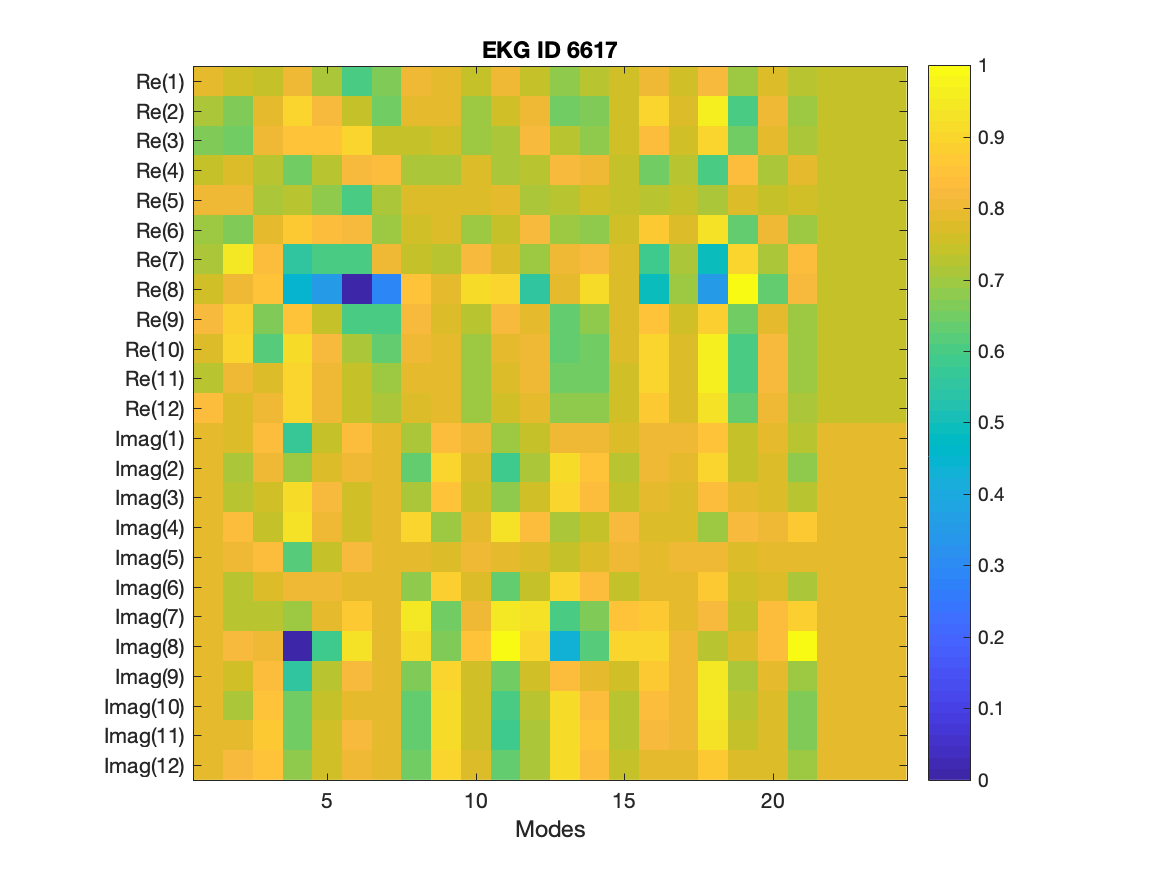 EKG ID 6617
Re(1)
Re(2)
Re(3)
Re(4)
Re(5)
Re(6)
Re(7)
Re(8)
Re(9)
Re(10)
Re(11)
Re(12)
Imag(1)
Imag(2)
Imag(3)
Imag(4)
Imag(5)
Imag(6)
Imag(7)
Imag(8)
Imag(9)
Imag(10)
Imag(11)
Imag(12)
5 10 15 20
Modes
1
0.9
0.8
0.7
0.6
0.5
0.4
0.3
0.2
0.1
0